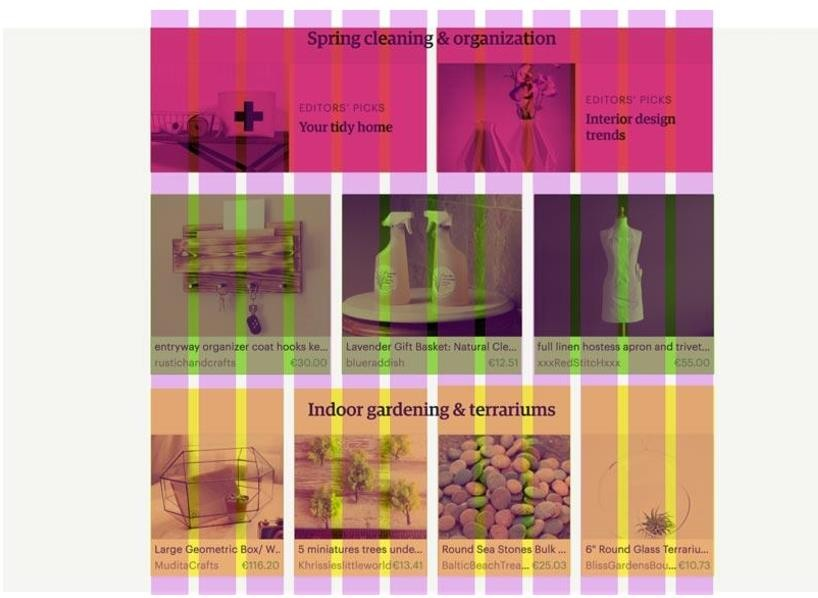 Spring cleaning & organization
EDITORS' PICKS
Your tidy home
EDITORS' PICKS
Interior design
trends
entryway organizer coat hooks ke...
rustichandcrafts €30.00
Lavender Gift Basket: Natural Cle...
blueraddish €12.51
full linen hostess apron and trivet...
xxxRedStitcHxxx €55.00
Indoor gardening & terrariums
Large Geometric Box/ W...
MuditaCrafts €116.20
5 miniatures trees unde...
Khrissieslittleworld €13.41
Round Sea Stones Bulk ...
BalticBeachTrea... €25.03
6" Round Glass Terrariu...
BlissGardensBou... €10.73